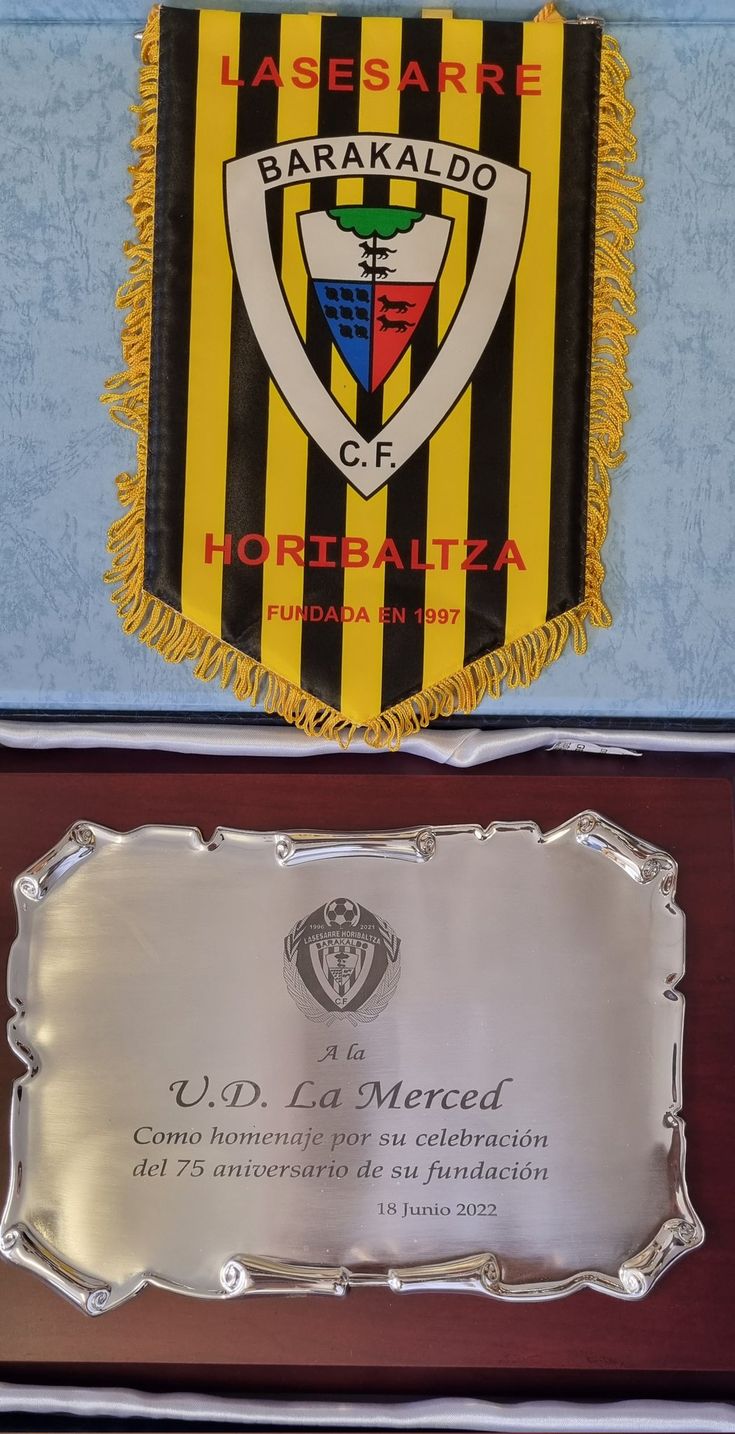 LASESARRE
BARAKALDO
C.F.
HORIBALTZA
FUNDADA EN 1997
1996 2021
LASESARRE HORIBALTZA
BARAKALDO
C.F
A la
U.D. La Merced
Como homenaje por su celebración
del 75 aniversario de su fundación
18 Junio 2022